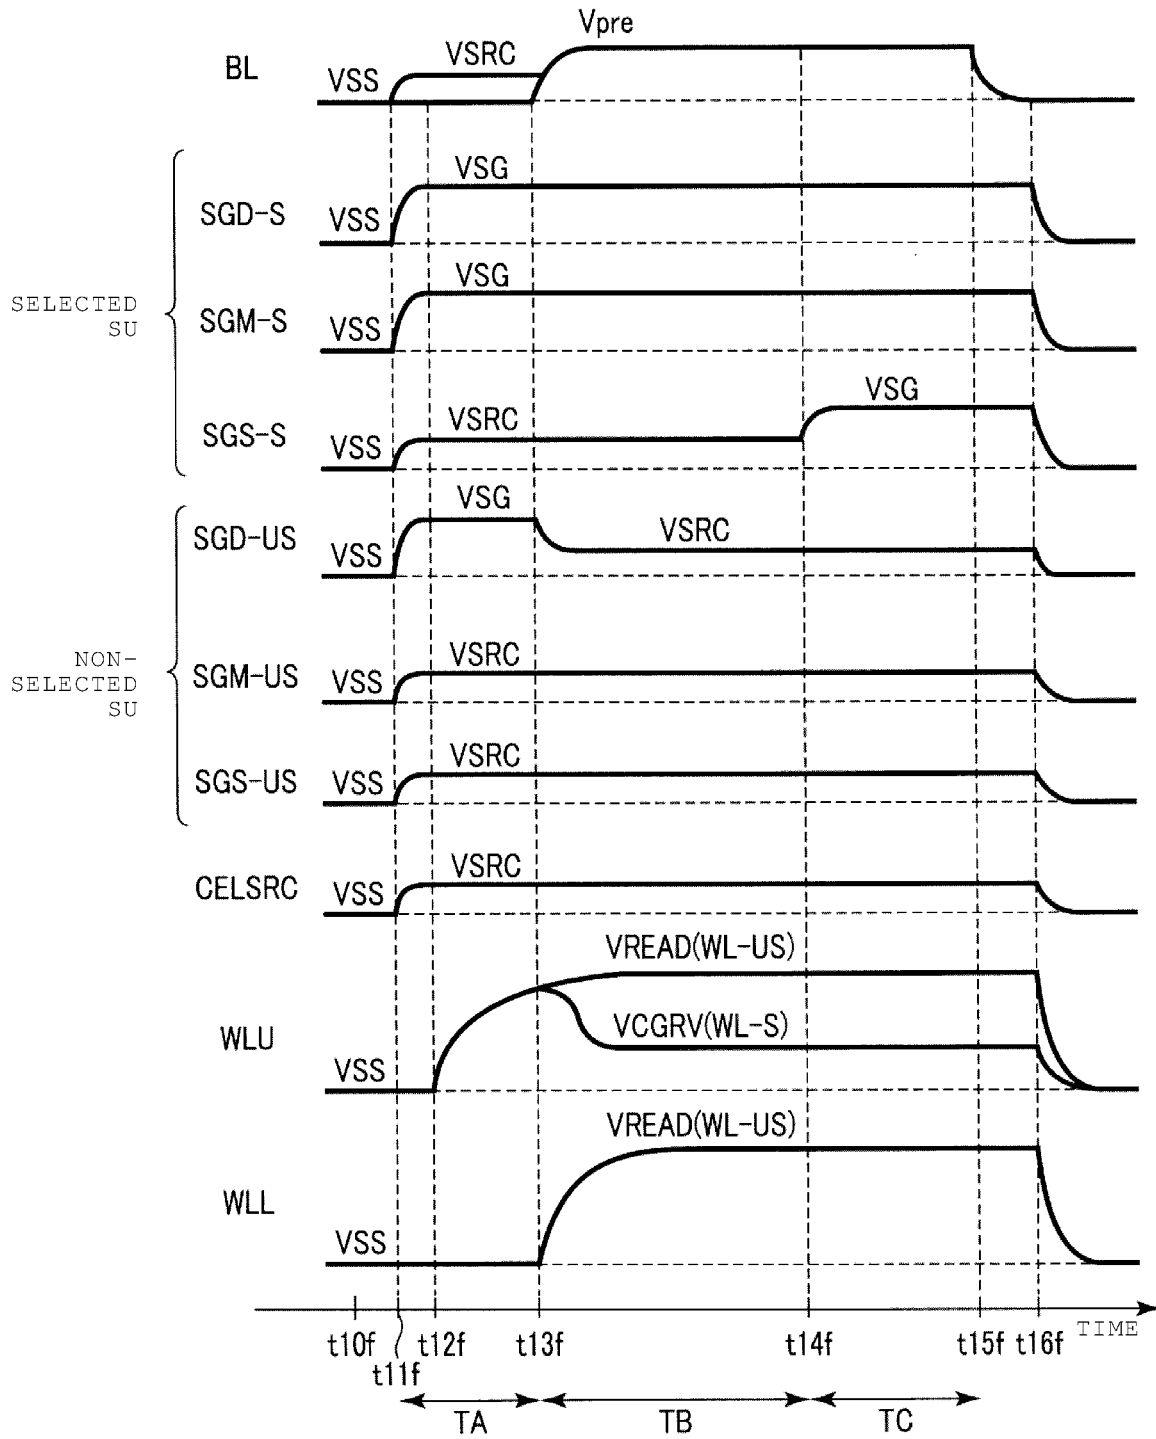 Vpre
BL
VSS
VSRC
VSG
SGD-S
VSS
VSG
SELECTED
SU
SGM-S
VSS
VSG
VSRC
SGS-S
VSS
VSG
SGD-US
VSS
VSRC
NON-
SELECTED
SU
VSRC
SGM-US
VSS
VSRC
SGS-US
VSS
VSRC
CELSRC
VSS
VREAD(WL-US)
WLU
VCGRV(WL-S)
VSS
VREAD(WL-US)
WLL
VSS
TIME
t10f
t11f
t12f
t13f
t14f
t15f
t16f
TA
TB
TC